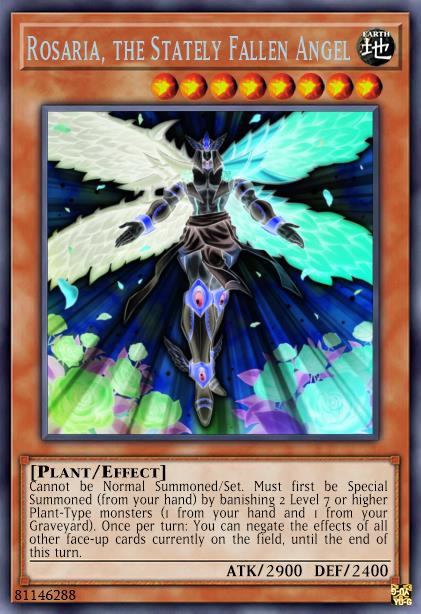 Rosaria, the Stately Fallen Angel
EARTH
地
[Plant/Effect]
Cannot be Normal Summoned/Set. Must first be Special
Summoned (from your hand) by banishing 2 Level 7 or higher
Plant-Type monsters (1 from your hand and 1 from your
Graveyard). Once per turn: You can negate the effects of all
other face-up cards currently on the field, until the end of
this turn.
ATK/2900 DEF/2400
81146288